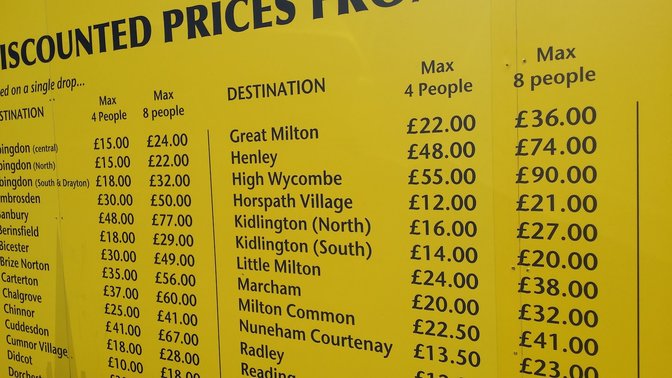 ISCOUNTED PRICES FRO
ed on a single drop...
STINATION Max 4 People Max 8 people
bingdon (central) £15.00 £24.00
bingdon (North) £15.00 £22.00
bingdon (South & Drayton) £18.00 £32.00
mbrosden £30.00 £50.00
anbury £48.00 £77.00
Berinsfield £18.00 £29.00
Bicester £30.00 £49.00
Brize Norton £35.00 £56.00
Carterton £37.00 £60.00
Chalgrove £25.00 £41.00
Chinnor £41.00 £67.00
Cuddesdon £18.00 £28.00
Cumnor Village £10.00 £18.00
Didcot
Dorchest
DESTINATION Max 4 People Max 8 people
Great Milton £22.00 £36.00
Henley £48.00 £74.00
High Wycombe £55.00 £90.00
Horspath Village £12.00 £21.00
Kidlington (North) £16.00 £27.00
Kidlington (South) £14.00 £20.00
Little Milton £24.00 £38.00
Marcham £20.00 £32.00
Milton Common £22.50 £41.00
Nuneham Courtenay £13.50 £23.00
Radley
Reading